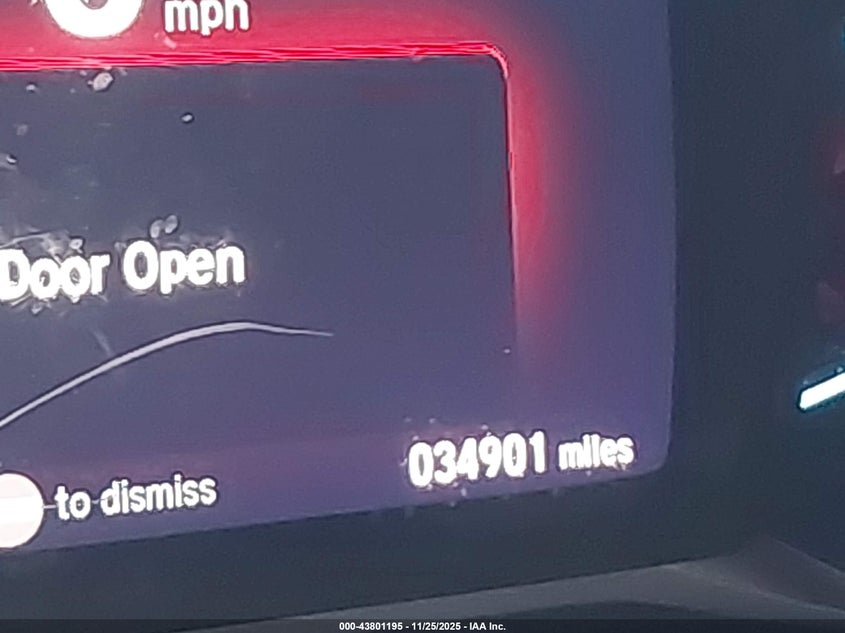 mph
Door Open
034901 miles
to dismiss
000-43801195 - 11/25/2025 - IAA Inc.